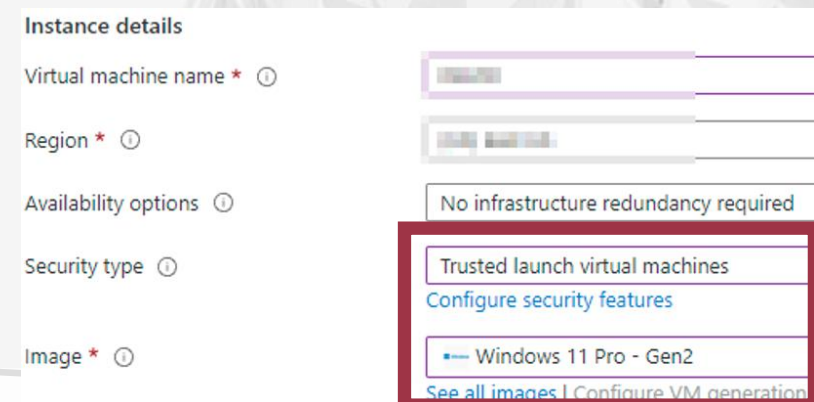 Instance details
Virtual machine name * ⓘ
Region * ⓘ
Availability options ⓘ
No infrastructure redundancy required
Security type ⓘ
Trusted launch virtual machines
Configure security features
Image * ⓘ
Windows 11 Pro - Gen2
See all images | Configure VM generation